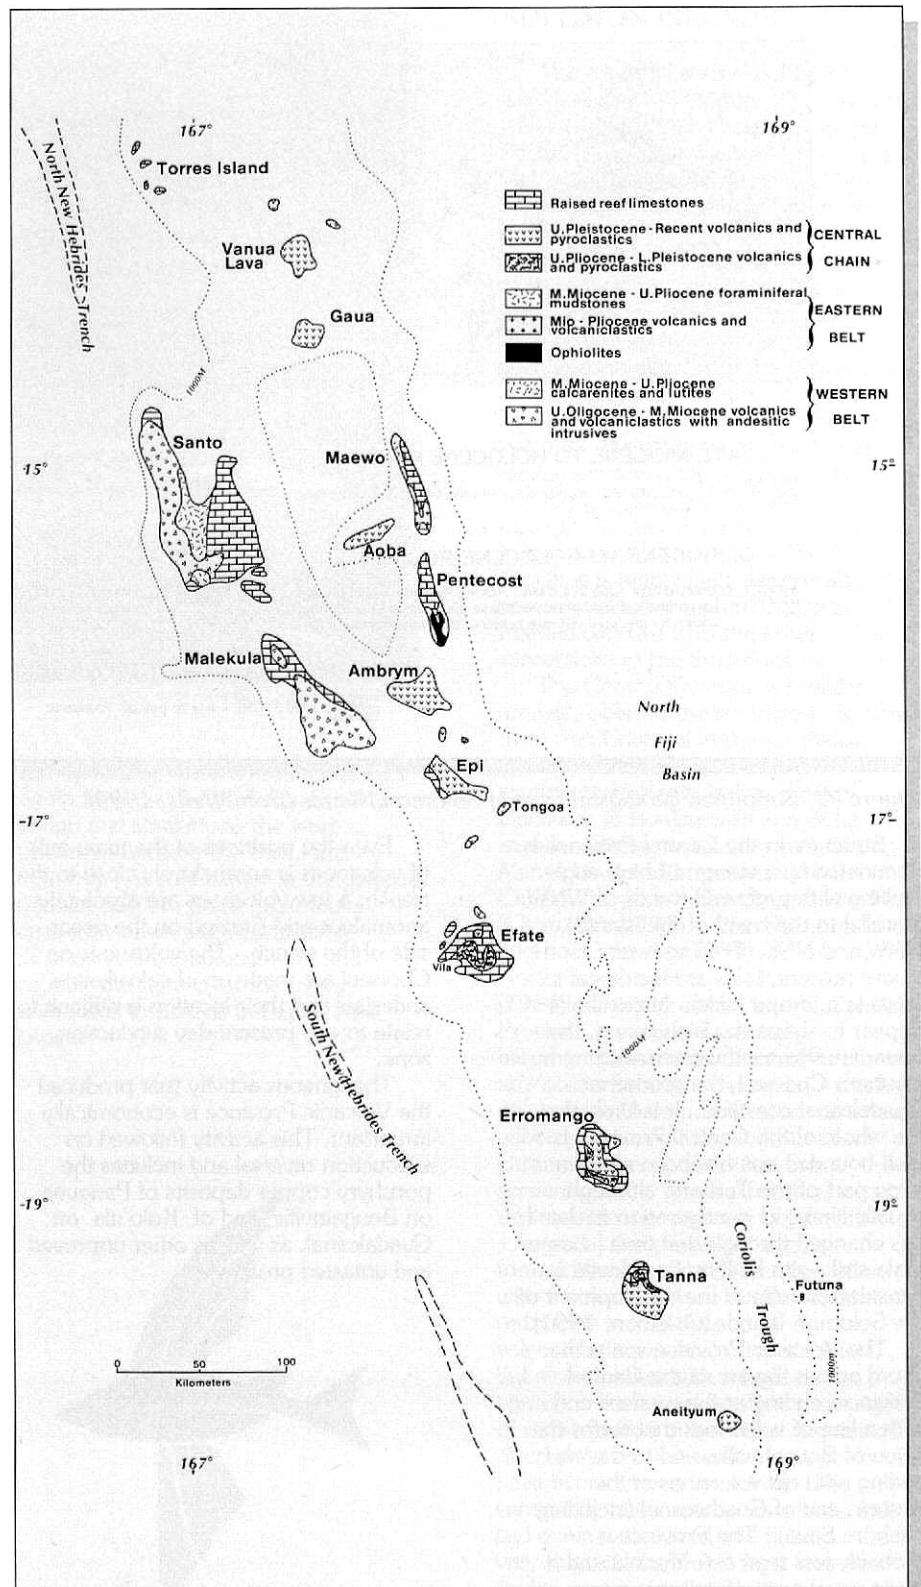 167°
169°
North New Hebrides Trench
Torres Island
Raised reef limestones
U.Pleistocene - Recent volcanics and
pyroclastics
CENTRAL
U.Pliocene - L.Pleistocene volcanics
and pyroclastics
CHAIN
Vanua
Lava
M.Miocene - U.Pliocene foraminiferal
mudstones
EASTERN
Gaua
Mio - Pliocene volcanics and
volcaniclastics
BELT
Ophiolites
1000M
M.Miocene - U.Pliocene
calcarenites and lutites
WESTERN
U.Oligocene - M.Miocene volcanics
and volcaniclastics with andesitic
intrusives
BELT
Santo
Maewo
15°
15°
Aoba
Pentecost
Malekula
Ambrym
North
Fiji
Basin
Epi
Tongoa
17°
17°
Efate
Vila
South New Hebrides Trench
1000M
Erromango
19°
19°
Coriolis
Trough
Tanna
Futuna
0 50 100
Kilometers
1000m
Aneityum
167°
169°